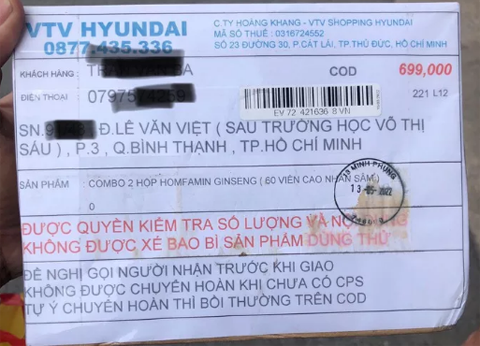 VTV HYUNDAI
0877.435.336
C.TY HOÀNG KHANG - VTV SHOPPING HYUNDAI
MÃ SỐ THUẾ : 0316724552
SỐ 23 ĐƯỜNG 30, P.CÁT LÁI, TP THỦ ĐỨC, HỒ CHÍ MINH
KHÁCH HÀNG :
COD 699,000
ĐIỆN THOẠI
221 L12
EV 72 421636 8 VN
Đ.LÊ VĂN VIỆT ( SAU TRƯỜNG HỌC VÕ THỊ
SÁU ) , P.3 , Q.BÌNH THẠNH , TP.HỒ CHÍ MINH
SẢN PHẨM : COMBO 2 HỘP HOMFAMIN GINSENG ( 60 VIÊN CAO NHÂN SÂM )
0
MINH PHỤNG
ĐƯỢC QUYỀN KIỂM TRA SỐ LƯỢNG VÀ
KHÔNG ĐƯỢC XÉ BAO BÌ SẢN PHẨM DÙNG THỬ
ĐỀ NGHỊ GỌI NGƯỜI NHẬN TRƯỚC KHI GIAO
KHÔNG ĐƯỢC CHUYỂN HOÀN KHI CHƯA CÓ CPS
TỰ Ý CHUYỂN HOÀN THÌ BỒI THƯỜNG TRÊN COD